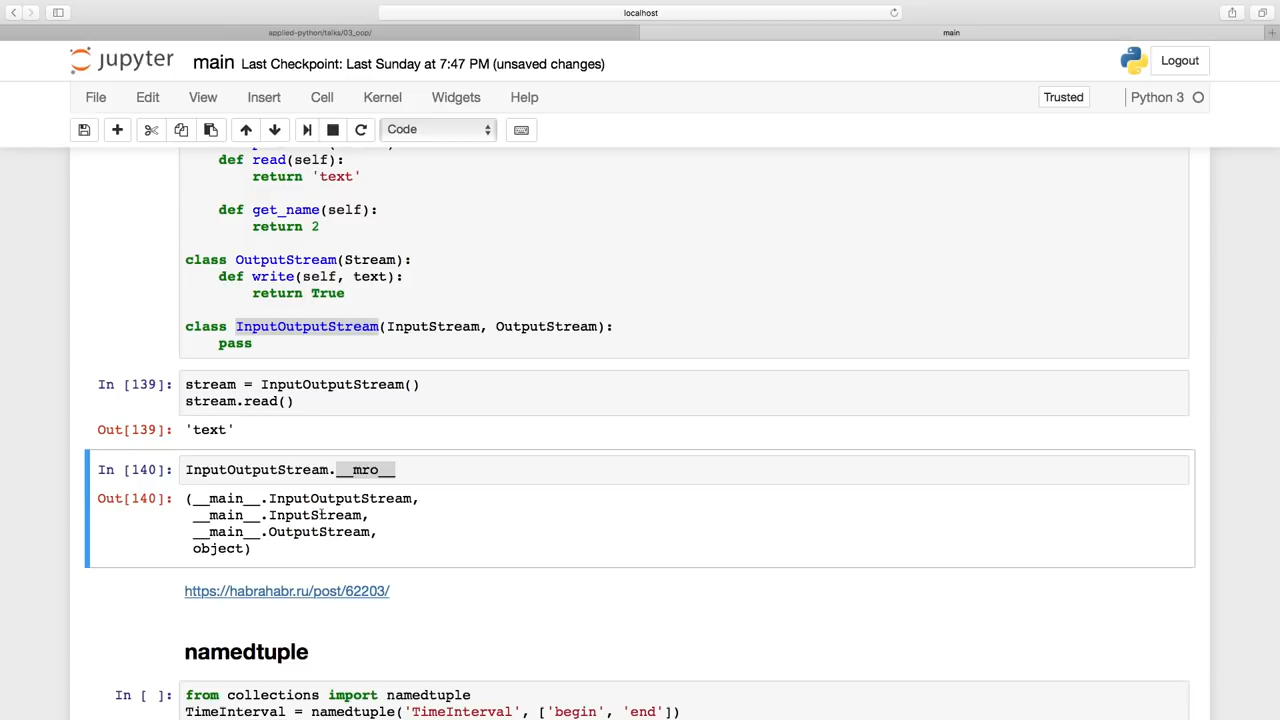 localhost
applied-python/talks/03_oop/
main
jupyter main Last Checkpoint: Last Sunday at 7:47 PM (unsaved changes)
Logout
File Edit View Insert Cell Kernel Widgets Help
Trusted
Python 3
Code
def read(self):
return 'text'
def get_name(self):
return 2
class OutputStream(Stream):
def write(self, text):
return True
class InputOutputStream(InputStream, OutputStream):
pass
In [139]: stream = InputOutputStream()
stream.read()
Out[139]: 'text'
In [140]: InputOutputStream.__mro__
Out[140]: (__main__.InputOutputStream,
__main__.InputStream,
__main__.OutputStream,
object)
https://habrahabr.ru/post/62203/
namedtuple
In [ ]: from collections import namedtuple
TimeInterval = namedtuple('TimeInterval', ['begin', 'end'])